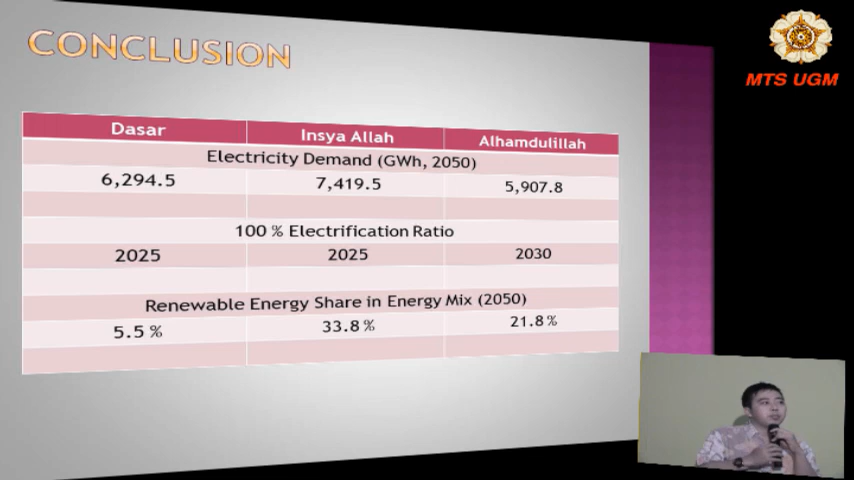 CONCLUSION
MTS UGM
Dasar Insya Allah Alhamdulillah
Electricity Demand (GWh, 2050)
6,294.5 7,419.5 5,907.8
100 % Electrification Ratio
2025 2025 2030
Renewable Energy Share in Energy Mix (2050)
5.5 % 33.8 % 21.8 %